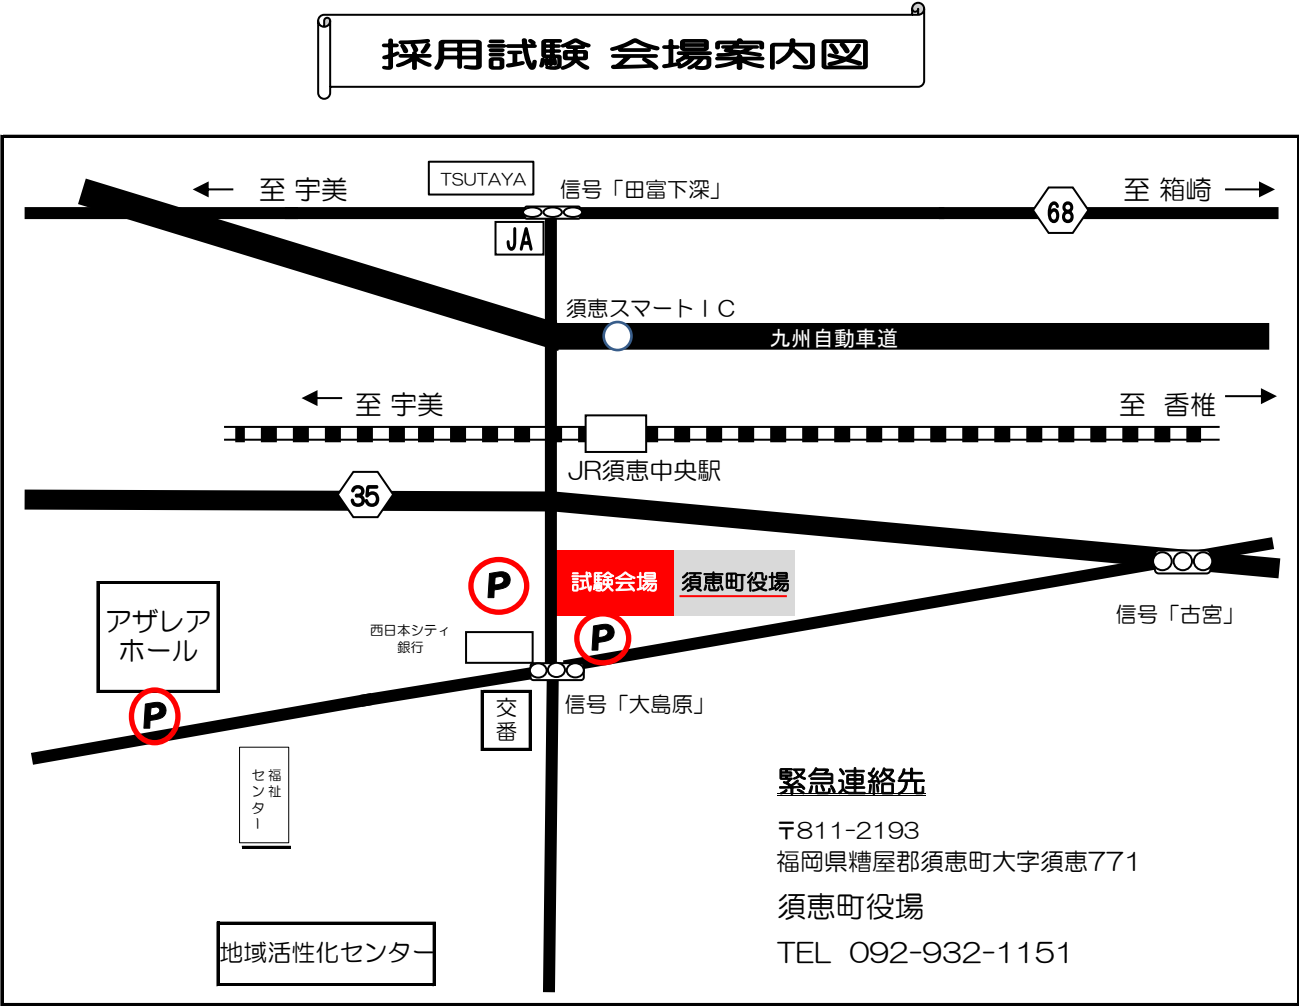 採用試験 会場案内図
TSUTAYA
至 宇美
信号「田富下深」
至 箱崎
68
JA
須恵スマートＩＣ
九州自動車道
至 宇美
至 香椎
JR須恵中央駅
35
P
試験会場
須恵町役場
アザレア
ホール
西日本シティ
銀行
P
信号「古宮」
P
交番
信号「大島原」
福祉
センター
緊急連絡先
〒811-2193
福岡県糟屋郡須恵町大字須恵771
須恵町役場
TEL 092-932-1151
地域活性化センター